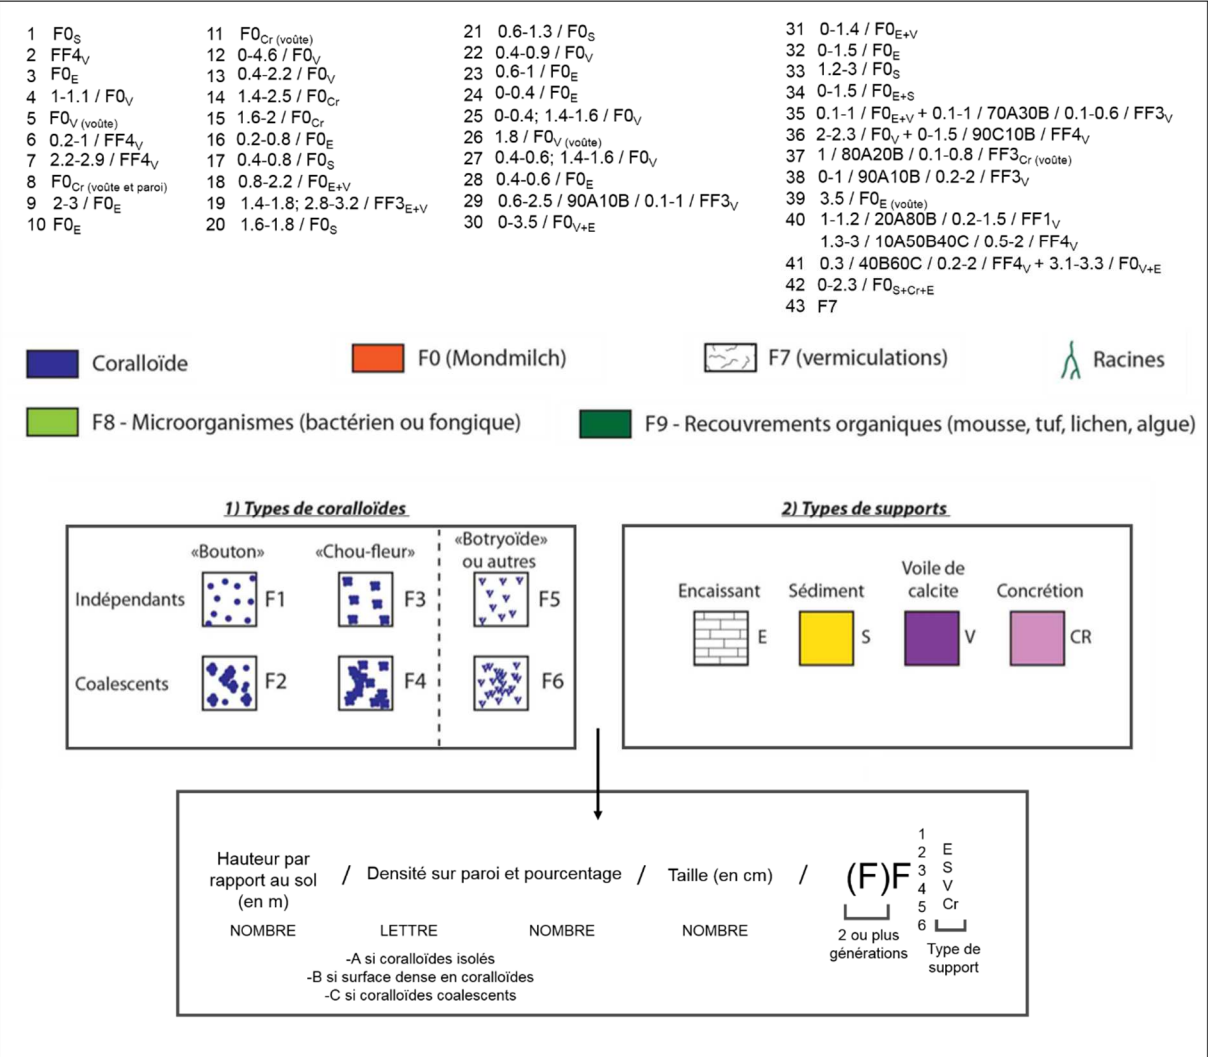 1 F0S
2 FF4V
3 F0E
4 1-1.1 / F0V
5 F0V (voûte)
6 0.2-1 / FF4V
7 2.2-2.9 / FF4V
8 F0Cr (voûte et paroi)
9 2-3 / F0E
10 F0E
11 F0Cr (voûte)
12 0-4.6 / F0V
13 0.4-2.2 / F0V
14 1.4-2.5 / F0Cr
15 1.6-2 / F0Cr
16 0.2-0.8 / F0E
17 0.4-0.8 / F0S
18 0.8-2.2 / F0E+V
19 1.4-1.8; 2.8-3.2 / FF3E+V
20 1.6-1.8 / F0S
21 0.6-1.3 / F0S
22 0.4-0.9 / F0V
23 0.6-1 / F0E
24 0-0.4 / F0E
25 0-0.4; 1.4-1.6 / F0V
26 1.8 / F0V (voûte)
27 0.4-0.6; 1.4-1.6 / F0V
28 0.4-0.6 / F0E
29 0.6-2.5 / 90A10B / 0.1-1 / FF3V
30 0-3.5 / F0V+E
31 0-1.4 / F0E+V
32 0-1.5 / F0E
33 1.2-3 / F0S
34 0-1.5 / F0E+S
35 0.1-1 / F0E+V + 0.1-1 / 70A30B / 0.1-0.6 / FF3V
36 2-2.3 / F0V + 0-1.5 / 90C10B / FF4V
37 1 / 80A20B / 0.1-0.8 / FF3Cr (voûte)
38 0-1 / 90A10B / 0.2-2 / FF3V
39 3.5 / F0E (voûte)
40 1-1.2 / 20A80B / 0.2-1.5 / FF1V
1.3-3 / 10A50B40C / 0.5-2 / FF4V
41 0.3 / 40B60C / 0.2-2 / FF4V + 3.1-3.3 / F0V+E
42 0-2.3 / F0S+Cr+E
43 F7
Coralloïde
F0 (Mondmilch)
F7 (vermiculations)
Racines
F8 - Microorganismes (bactérien ou fongique)
F9 - Recouvrements organiques (mousse, tuf, lichen, algue)
1) Types de coralloïdes
«Bouton»
«Chou-fleur»
«Botryoïde»
ou autres
Indépendants
F1
F3
F5
Coalescents
F2
F4
F6
2) Types de supports
Encaissant
Sédiment
Voile de
calcite
Concrétion
E
S
V
CR
Hauteur par
rapport au sol
(en m)
/
Densité sur paroi et pourcentage
/
Taille (en cm)
/
(F)F
1
2
3
4
5
6
E
S
V
Cr
NOMBRE
LETTRE
NOMBRE
NOMBRE
2 ou plus
générations
Type de
support
-A si coralloïdes isolés
-B si surface dense en coralloïdes
-C si coralloïdes coalescents